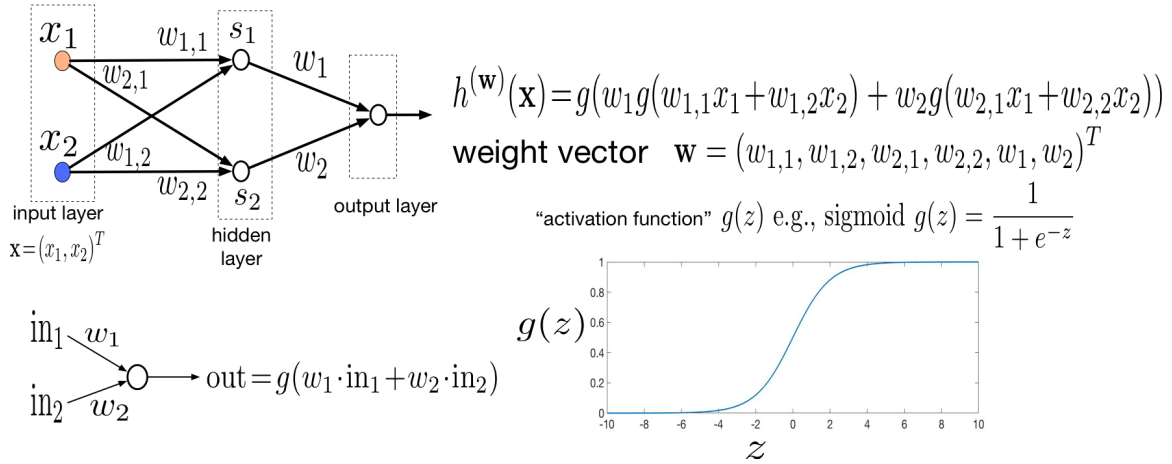 x₁
w₁,₁
s₁
w₂,₁
w₁
x₂
w₁,₂
w₂,₂
s₂
w₂
input layer
x=(x₁, x₂)ᵀ
hidden
layer
output layer
h⁽ʷ⁾(x)=g(w₁g(w₁,₁x₁+w₁,₂x₂) + w₂g(w₂,₁x₁+w₂,₂x₂))
weight vector w = (w₁,₁, w₁,₂, w₂,₁, w₂,₂, w₁, w₂)ᵀ
“activation function” g(z) e.g., sigmoid g(z) = 1 / (1 + e⁻ᶻ)
in₁
w₁
in₂
w₂
out=g(w₁·in₁+w₂·in₂)
g(z)
1
0.8
0.6
0.4
0.2
0
-10 -8 -6 -4 -2 0 2 4 6 8 10
z